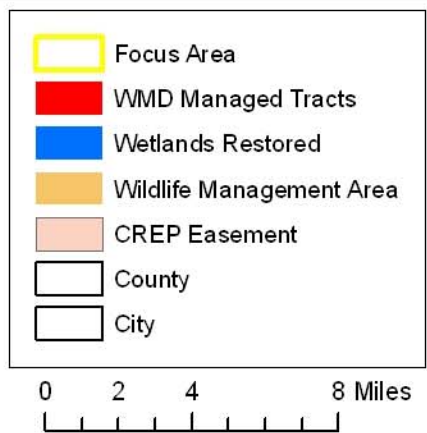 Focus Area
WMD Managed Tracts
Wetlands Restored
Wildlife Management Area
CREP Easement
County
City
0 2 4 8 Miles